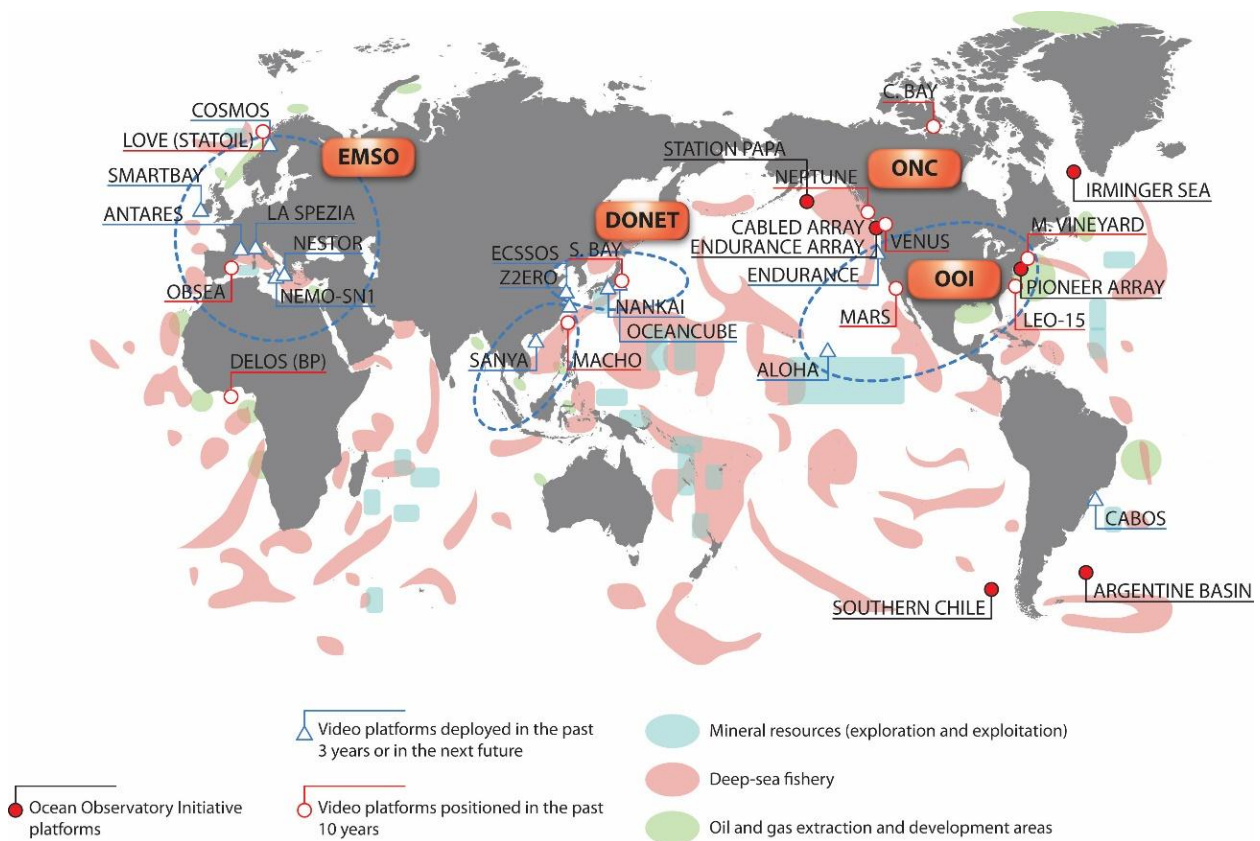 COSMOS
LOVE (STATOIL)
SMARTBAY
ANTARES
LA SPEZIA
NESTOR
OBSEA
NEMO-SN1
DELOS (BP)
EMSO
DONET
ECSSOS
S. BAY
Z2ERO
NANKAI
OCEANCUBE
SANYA
MACHO
C. BAY
STATION PAPA
ONC
NEPTUNE
IRMINGER SEA
CABLED ARRAY
ENDURANCE ARRAY
VENUS
M. VINEYARD
ENDURANCE
OOI
PIONEER ARRAY
MARS
LEO-15
ALOHA
CABOS
SOUTHERN CHILE
ARGENTINE BASIN
Video platforms deployed in the past
3 years or in the next future
Mineral resources (exploration and exploitation)
Deep-sea fishery
Ocean Observatory Initiative
platforms
Video platforms positioned in the past
10 years
Oil and gas extraction and development areas